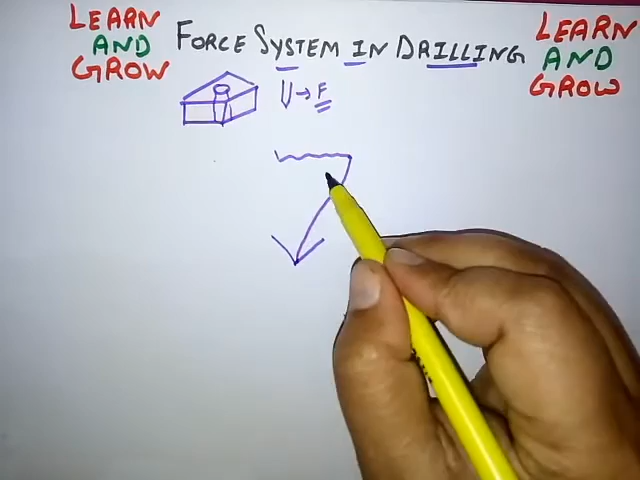 LEARN
AND
GROW
FORCE SYSTEM IN DRILLING
LEARN
AND
GROW
→ F